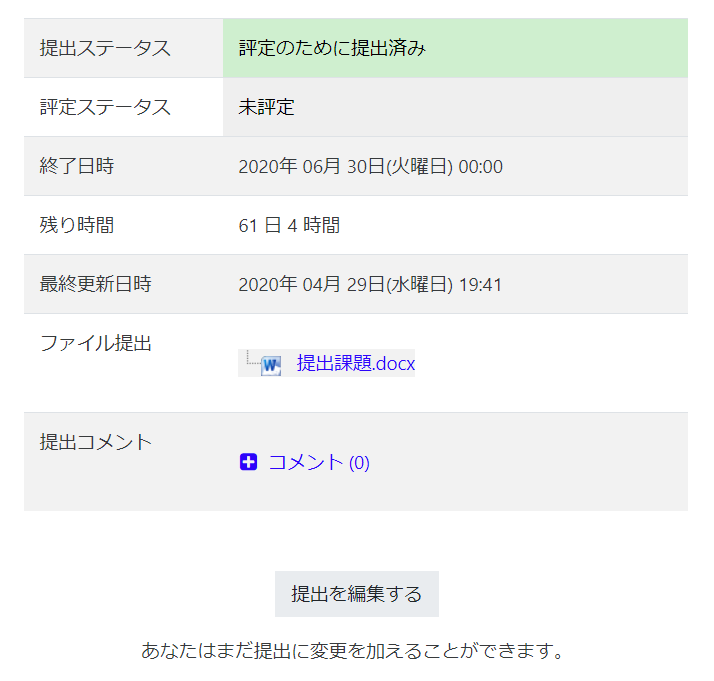 提出ステータス 評定のために提出済み
評定ステータス 未評定
終了日時 2020年 06月 30日(火曜日) 00:00
残り時間 61 日 4 時間
最終更新日時 2020年 04月 29日(水曜日) 19:41
ファイル提出
提出課題.docx
提出コメント
コメント (0)
提出を編集する
あなたはまだ提出に変更を加えることができます。